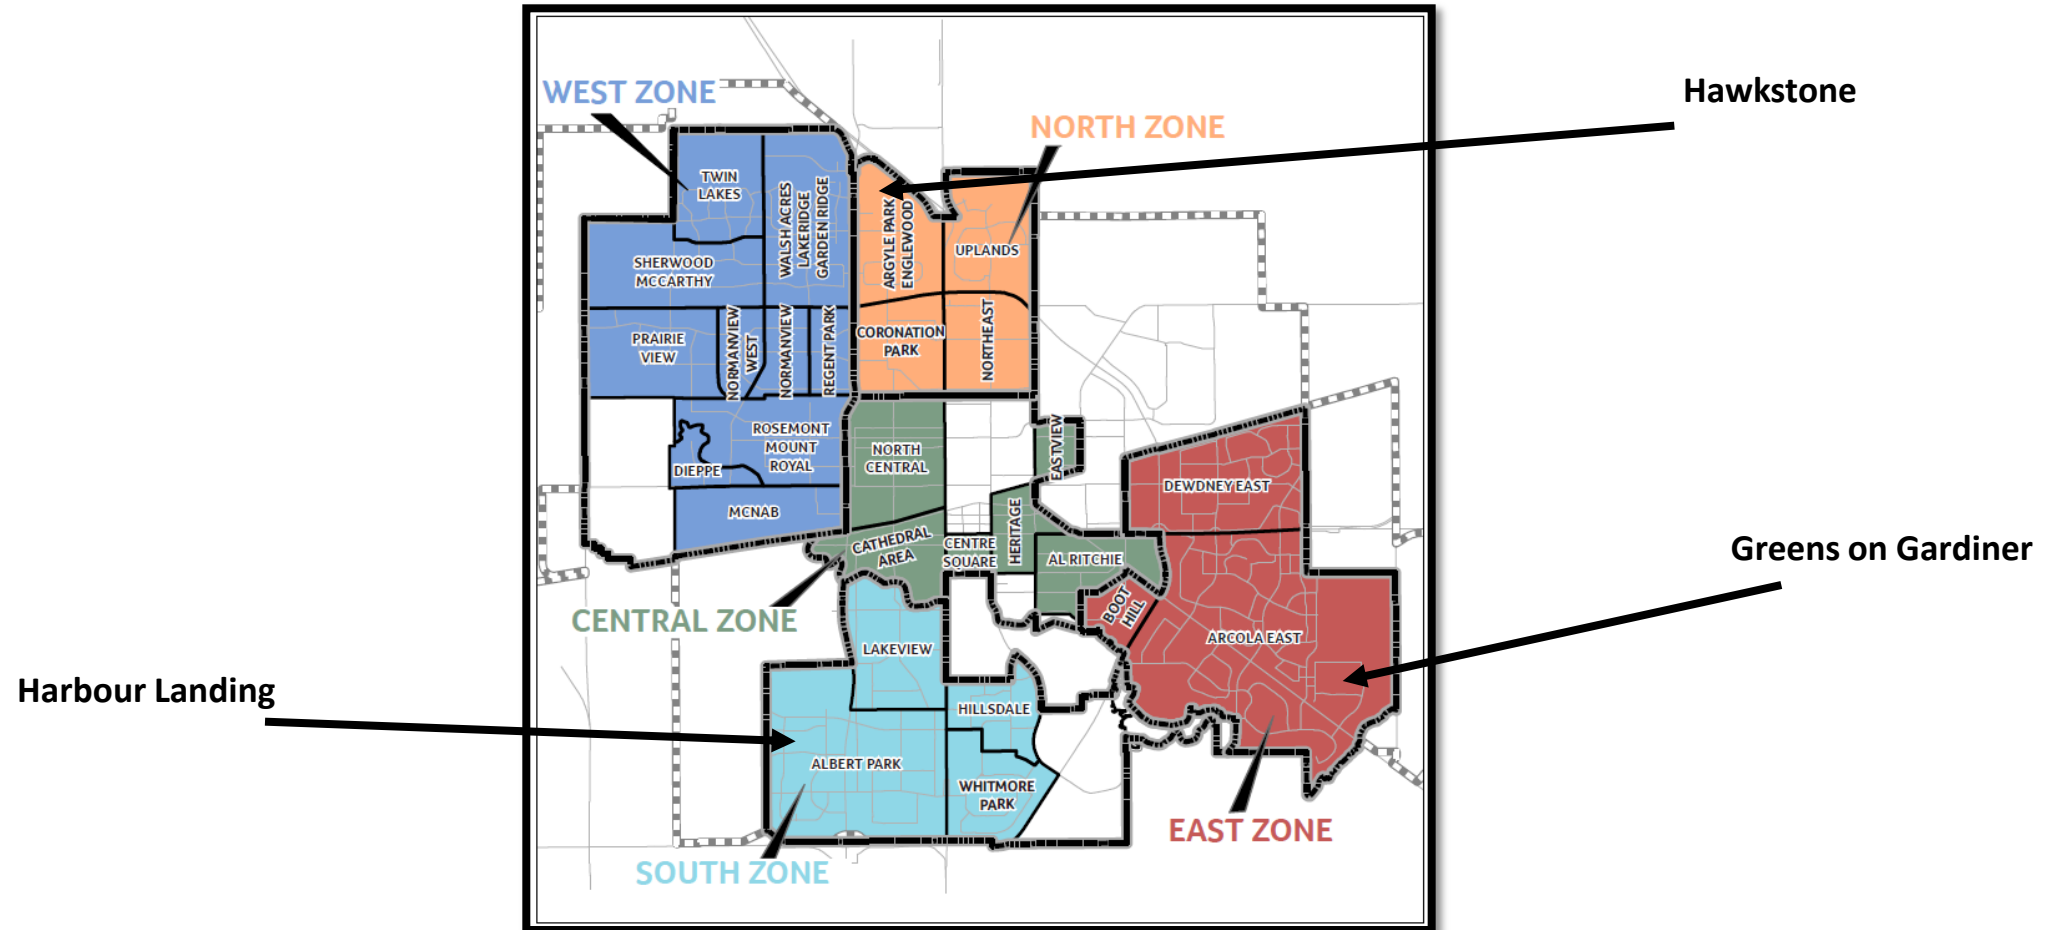 WEST ZONE
Hawkstone
NORTH ZONE
TWIN
LAKES
WALSH ACRES
LAKERIDGE
GARDEN RIDGE
ARGYLE PARK
ENGLEWOOD
UPLANDS
SHERWOOD
MCCARTHY
PRAIRIE
VIEW
NORMANVIEW
WEST
NORMANVIEW
REGENT PARK
CORONATION
PARK
NORTHEAST
ROSEMONT
MOUNT
ROYAL
DIEPPE
NORTH
CENTRAL
EASTVIEW
DEWDNEY EAST
MCNAB
CATHEDRAL
AREA
CENTRE
SQUARE
HERITAGE
AL RITCHIE
Greens on Gardiner
BOOT
HILL
CENTRAL ZONE
ARCOLA EAST
LAKEVIEW
Harbour Landing
HILLSDALE
ALBERT PARK
WHITMORE
PARK
EAST ZONE
SOUTH ZONE